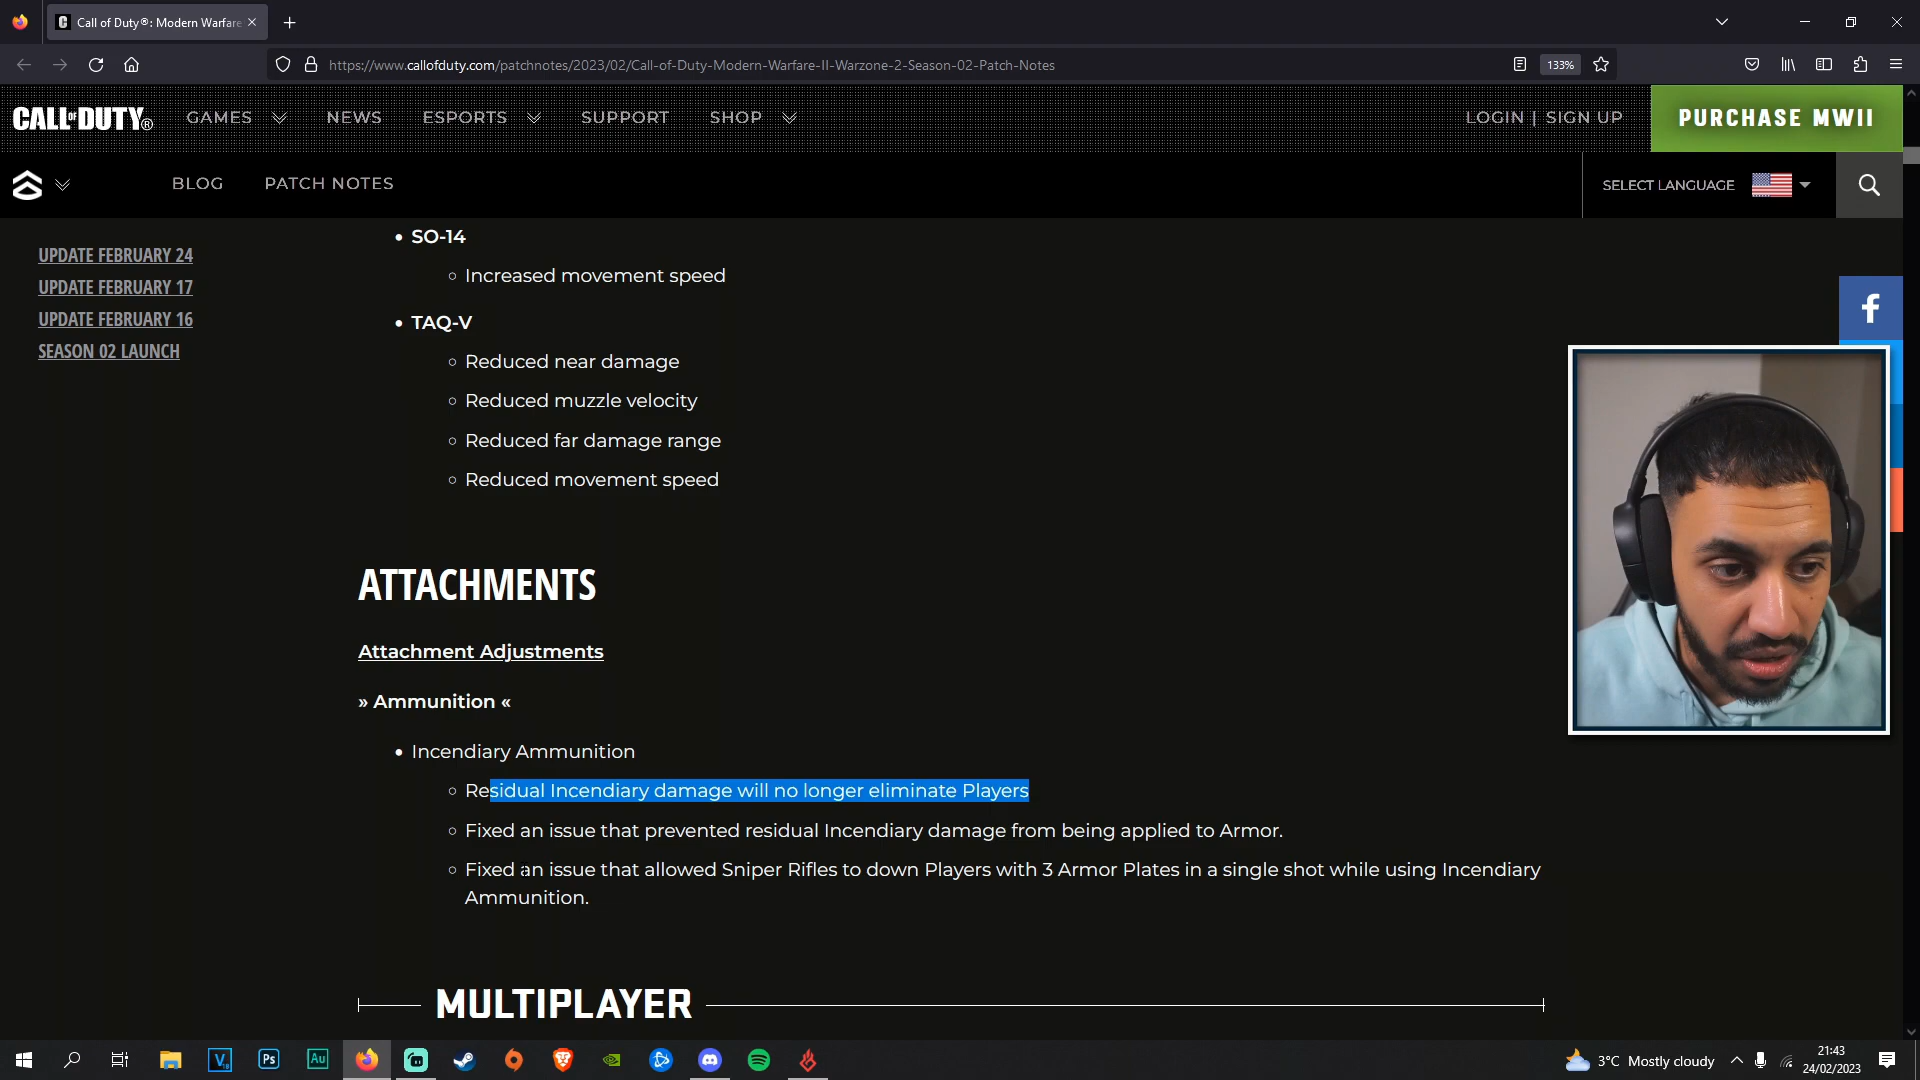 Call of Duty®: Modern Warfare
https://www.callofduty.com/patchnotes/2023/02/Call-of-Duty-Modern-Warfare-II-Warzone-2-Season-02-Patch-Notes
133%
CALL OF DUTY®
GAMES NEWS ESPORTS SUPPORT SHOP
LOGIN | SIGN UP
PURCHASE MWII
BLOG PATCH NOTES
SELECT LANGUAGE
UPDATE FEBRUARY 24
UPDATE FEBRUARY 17
UPDATE FEBRUARY 16
SEASON 02 LAUNCH
• SO-14
○ Increased movement speed
• TAQ-V
○ Reduced near damage
○ Reduced muzzle velocity
○ Reduced far damage range
○ Reduced movement speed
ATTACHMENTS
Attachment Adjustments
» Ammunition «
• Incendiary Ammunition
○ Residual Incendiary damage will no longer eliminate Players
○ Fixed an issue that prevented residual Incendiary damage from being applied to Armor.
○ Fixed an issue that allowed Sniper Rifles to down Players with 3 Armor Plates in a single shot while using Incendiary
Ammunition.
MULTIPLAYER
Ps
Au
3°C Mostly cloudy
21:43
24/02/2023